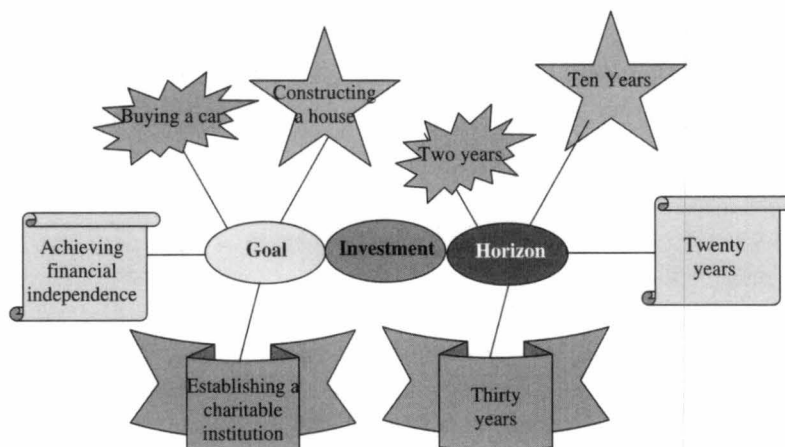 Buying a car
Constructing
a house
Two years
Ten Years
Achieving
financial
independence
Goal
Investment
Horizon
Twenty
years
Establishing a
charitable
institution
Thirty
years